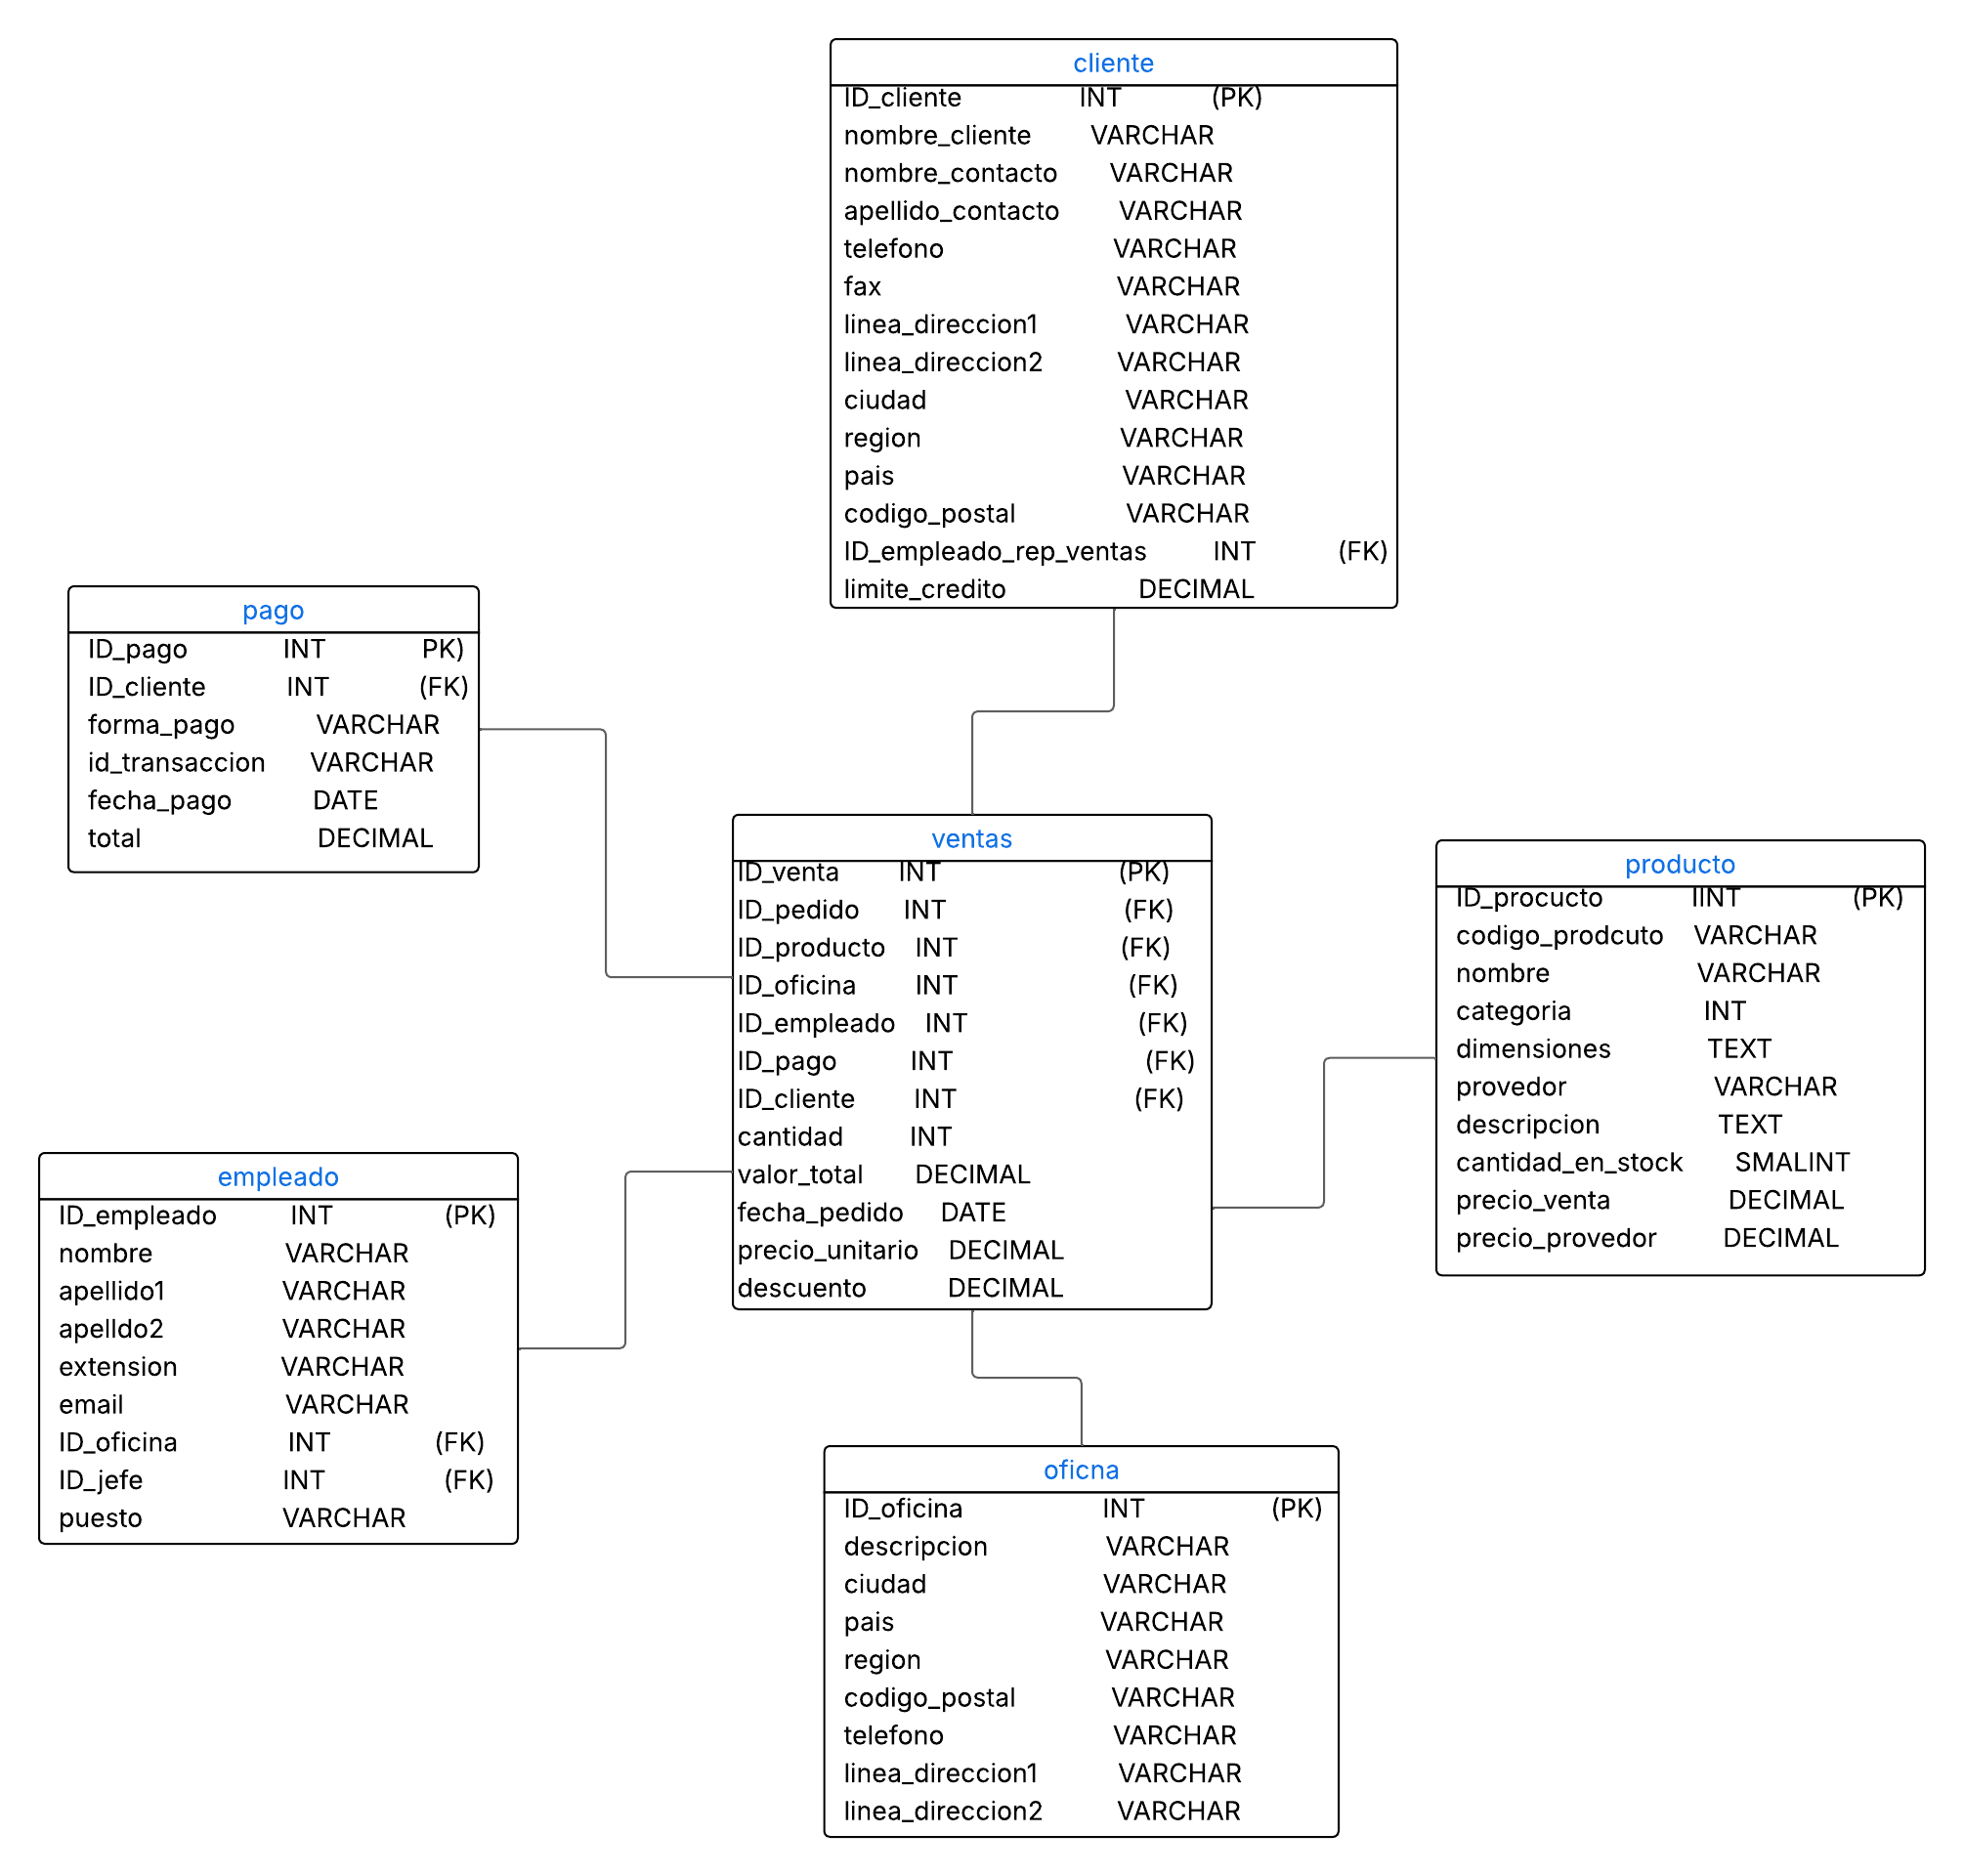 cliente
ID_cliente INT (PK)
nombre_cliente VARCHAR
nombre_contacto VARCHAR
apellido_contacto VARCHAR
telefono VARCHAR
fax VARCHAR
linea_direccion1 VARCHAR
linea_direccion2 VARCHAR
ciudad VARCHAR
region VARCHAR
pais VARCHAR
codigo_postal VARCHAR
ID_empleado_rep_ventas INT (FK)
limite_credito DECIMAL
pago
ID_pago INT PK)
ID_cliente INT (FK)
forma_pago VARCHAR
id_transaccion VARCHAR
fecha_pago DATE
total DECIMAL
ventas
ID_venta INT (PK)
ID_pedido INT (FK)
ID_producto INT (FK)
ID_oficina INT (FK)
ID_empleado INT (FK)
ID_pago INT (FK)
ID_cliente INT (FK)
cantidad INT
valor_total DECIMAL
fecha_pedido DATE
precio_unitario DECIMAL
descuento DECIMAL
producto
ID_procucto IINT (PK)
codigo_prodcuto VARCHAR
nombre VARCHAR
categoria INT
dimensiones TEXT
provedor VARCHAR
descripcion TEXT
cantidad_en_stock SMALINT
precio_venta DECIMAL
precio_provedor DECIMAL
empleado
ID_empleado INT (PK)
nombre VARCHAR
apellido1 VARCHAR
apelldo2 VARCHAR
extension VARCHAR
email VARCHAR
ID_oficina INT (FK)
ID_jefe INT (FK)
puesto VARCHAR
oficna
ID_oficina INT (PK)
descripcion VARCHAR
ciudad VARCHAR
pais VARCHAR
region VARCHAR
codigo_postal VARCHAR
telefono VARCHAR
linea_direccion1 VARCHAR
linea_direccion2 VARCHAR